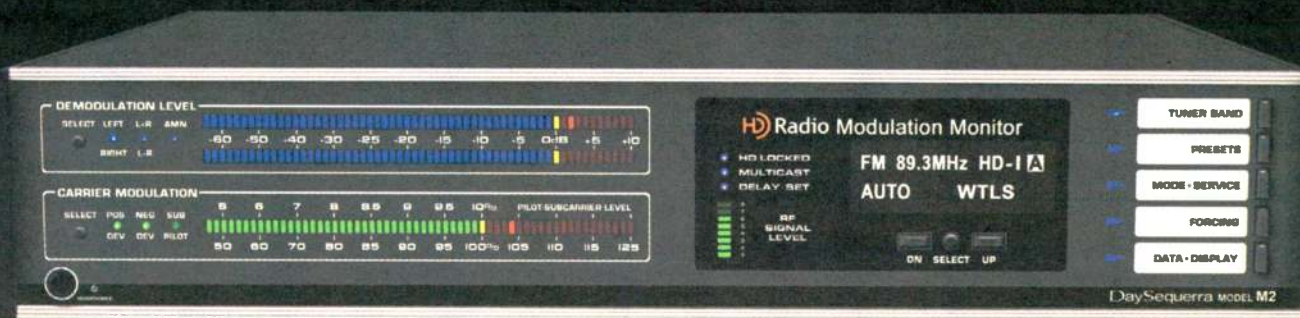 DEMODULATION LEVEL
SELECT LEFT L-R AMN
RIGHT L-R
-60 -50 -40 -30 -20 -15 -10 -5 0dB +5 +10
CARRIER MODULATION
SELECT POS NEG SUB
DEV DEV PILOT
5 6 7 8 8.5 9 9.5 10% PILOT·SUBCARRIER·LEVEL
50 60 70 80 85 90 95 100% 105 110 115 125
HD Radio Modulation Monitor
HD LOCKED
MULTICAST
DELAY SET
FM 89.3MHz HD-1 A
AUTO WTLS
RF
SIGNAL
LEVEL
DN SELECT UP
TUNER BAND
PRESETS
MODE·SERVICE
FORCING
DATA·DISPLAY
DaySequerra MODEL M2